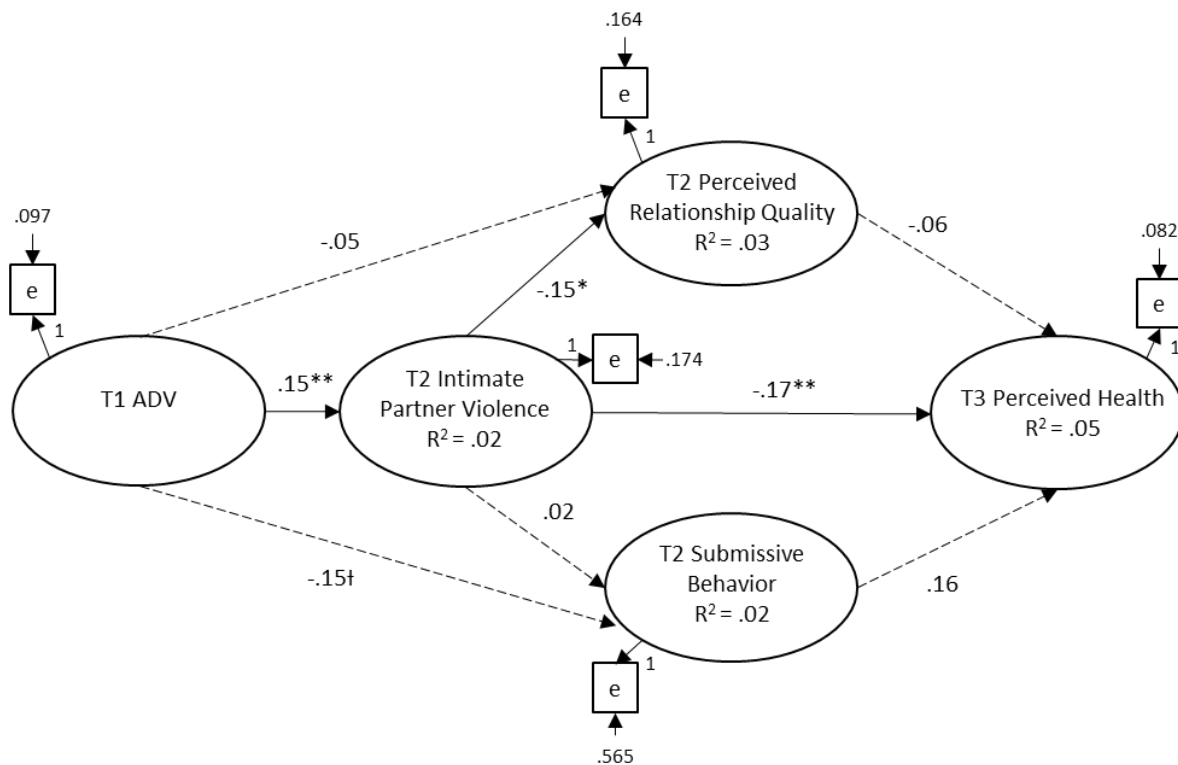 .164
e
1
T2 Perceived
Relationship Quality
R² = .03
.097
e
1
-.05
-.15*
-.06
.082
e
1
T1 ADV
.15**
T2 Intimate
Partner Violence
R² = .02
1
e
.174
-.17**
T3 Perceived Health
R² = .05
.02
-.15ƚ
T2 Submissive
Behavior
R² = .02
.16
1
e
.565